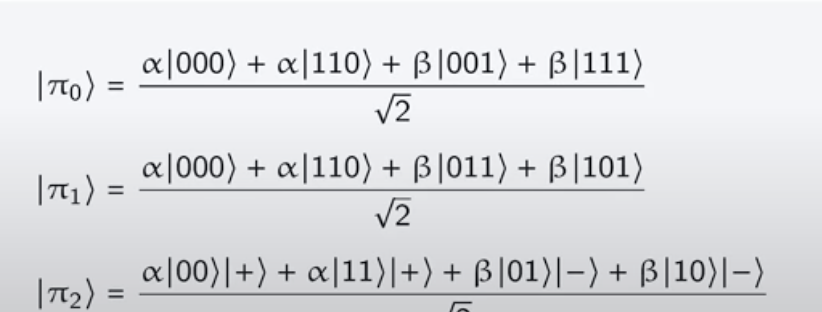 |π₀⟩ = α|000⟩ + α|110⟩ + β|001⟩ + β|111⟩ / √2
|π₁⟩ = α|000⟩ + α|110⟩ + β|011⟩ + β|101⟩ / √2
|π₂⟩ = α|00⟩|+⟩ + α|11⟩|+⟩ + β|01⟩|−⟩ + β|10⟩|−⟩